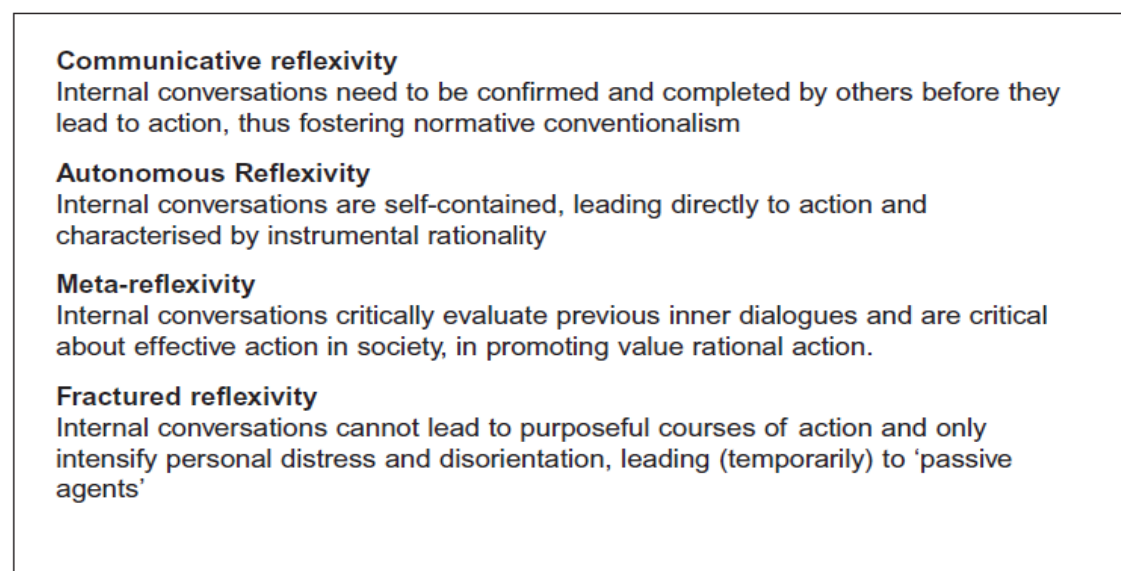 Communicative reflexivity
Internal conversations need to be confirmed and completed by others before they
lead to action, thus fostering normative conventionalism
Autonomous Reflexivity
Internal conversations are self-contained, leading directly to action and
characterised by instrumental rationality
Meta-reflexivity
Internal conversations critically evaluate previous inner dialogues and are critical
about effective action in society, in promoting value rational action.
Fractured reflexivity
Internal conversations cannot lead to purposeful courses of action and only
intensify personal distress and disorientation, leading (temporarily) to ‘passive
agents’